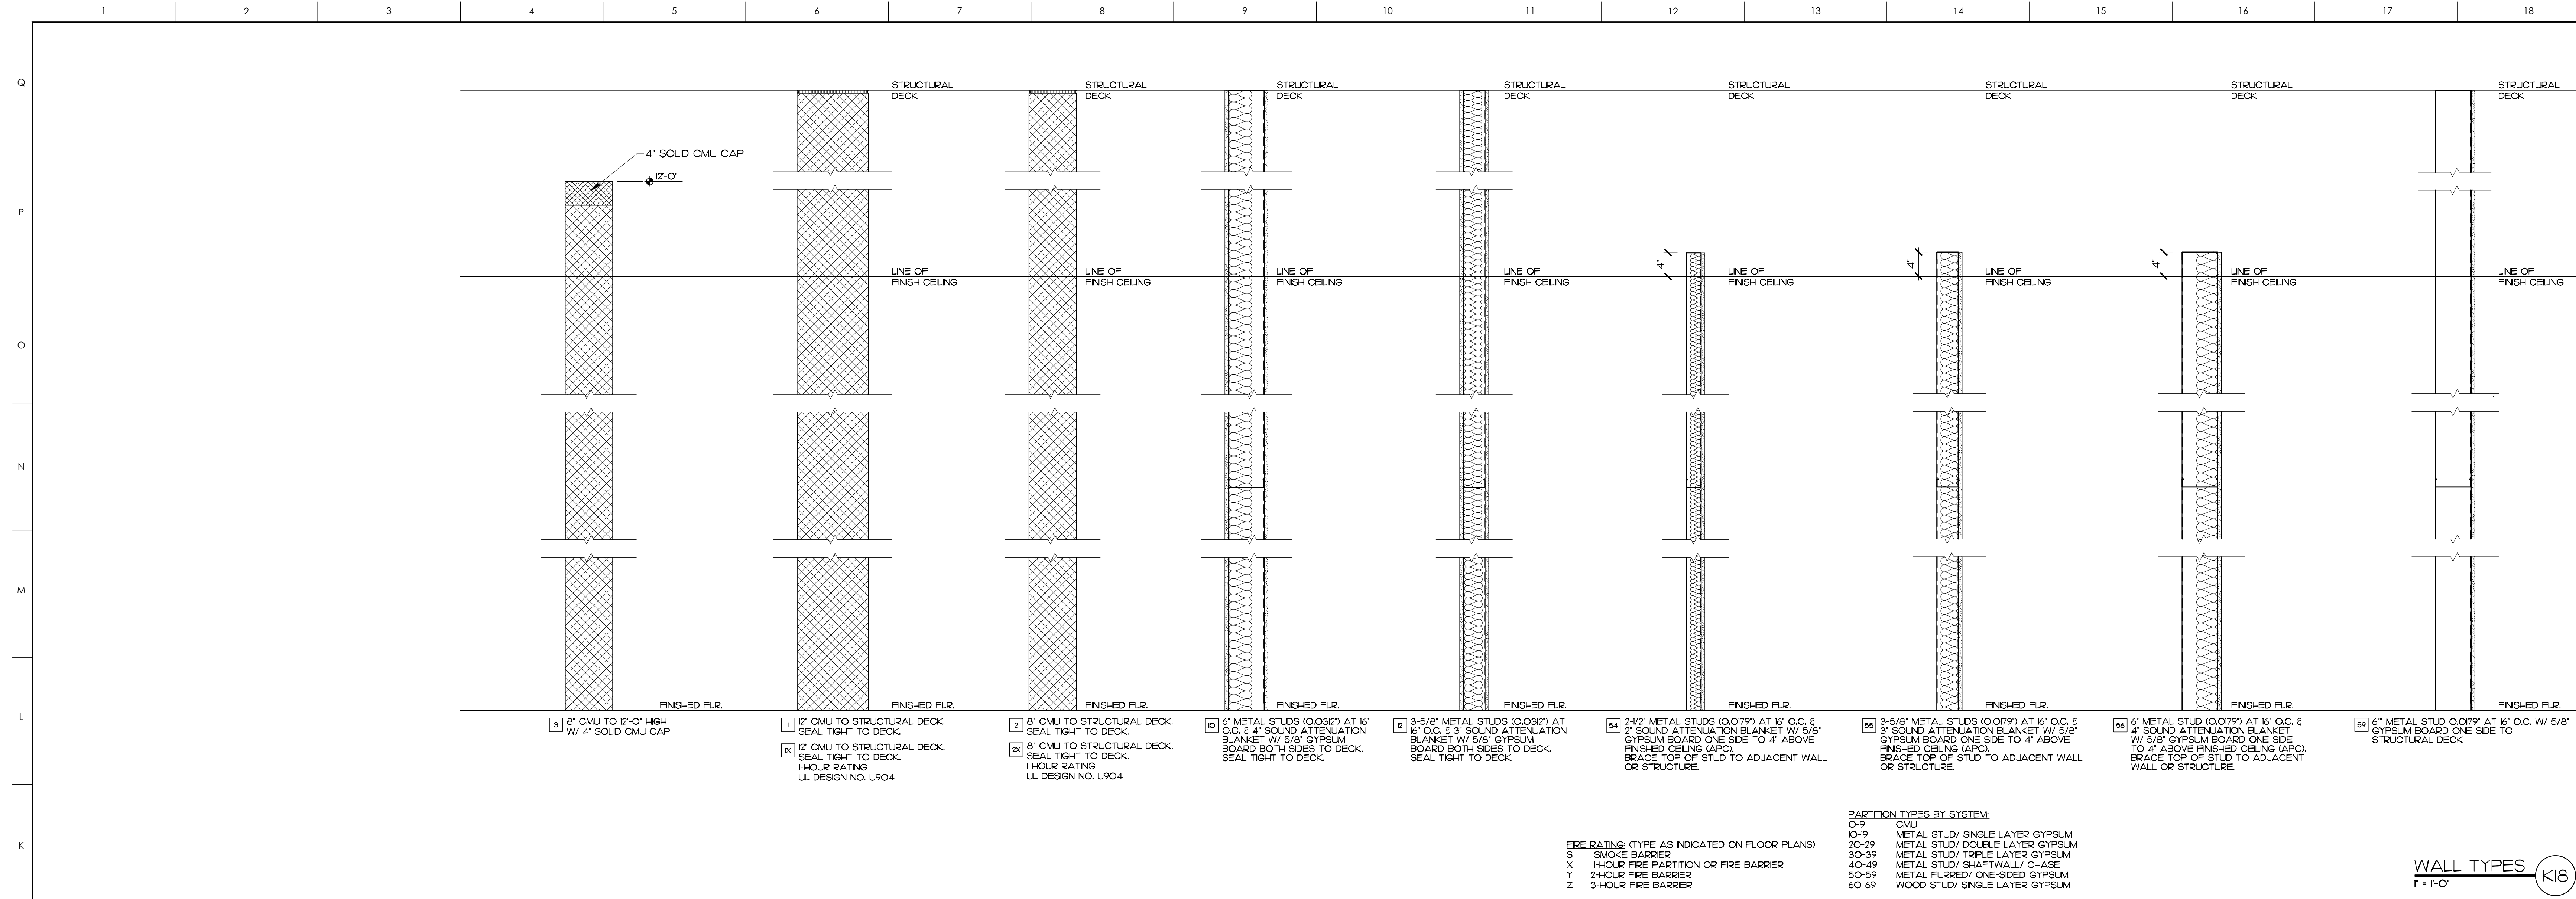 1 2 3 4 5 6 7 8 9 10 11 12 13 14 15 16 17 18
Q
P
O
N
M
L
K
STRUCTURAL
DECK
STRUCTURAL
DECK
STRUCTURAL
DECK
STRUCTURAL
DECK
STRUCTURAL
DECK
STRUCTURAL
DECK
STRUCTURAL
DECK
STRUCTURAL
DECK
4" SOLID CMU CAP
12'-0"
4"
4"
4"
LINE OF
FINISH CEILING
LINE OF
FINISH CEILING
LINE OF
FINISH CEILING
LINE OF
FINISH CEILING
LINE OF
FINISH CEILING
LINE OF
FINISH CEILING
LINE OF
FINISH CEILING
LINE OF
FINISH CEILING
FINISHED FLR.
FINISHED FLR.
FINISHED FLR.
FINISHED FLR.
FINISHED FLR.
FINISHED FLR.
FINISHED FLR.
FINISHED FLR.
FINISHED FLR.
3 8" CMU TO 12'-0" HIGH
W/ 4" SOLID CMU CAP
1 12" CMU TO STRUCTURAL DECK.
SEAL TIGHT TO DECK.
1X 12" CMU TO STRUCTURAL DECK.
SEAL TIGHT TO DECK.
1-HOUR RATING
UL DESIGN NO. U904
2 8" CMU TO STRUCTURAL DECK.
SEAL TIGHT TO DECK.
2X 8" CMU TO STRUCTURAL DECK.
SEAL TIGHT TO DECK.
1-HOUR RATING
UL DESIGN NO. U904
10 6" METAL STUDS (0.0312") AT 16"
O.C. & 4" SOUND ATTENUATION
BLANKET W/ 5/8" GYPSUM
BOARD BOTH SIDES TO DECK.
SEAL TIGHT TO DECK.
12 3-5/8" METAL STUDS (0.0312") AT
16" O.C. & 3" SOUND ATTENUATION
BLANKET W/ 5/8" GYPSUM
BOARD BOTH SIDES TO DECK.
SEAL TIGHT TO DECK.
54 2-1/2" METAL STUDS (0.0179") AT 16" O.C. &
2" SOUND ATTENUATION BLANKET W/ 5/8"
GYPSUM BOARD ONE SIDE TO 4" ABOVE
FINISHED CEILING (APC).
BRACE TOP OF STUD TO ADJACENT WALL
OR STRUCTURE.
55 3-5/8" METAL STUDS (0.0179") AT 16" O.C. &
3" SOUND ATTENUATION BLANKET W/ 5/8"
GYPSUM BOARD ONE SIDE TO 4" ABOVE
FINISHED CEILING (APC).
BRACE TOP OF STUD TO ADJACENT WALL
OR STRUCTURE.
56 6" METAL STUD (0.0179") AT 16" O.C. &
4" SOUND ATTENUATION BLANKET
W/ 5/8" GYPSUM BOARD ONE SIDE
TO 4" ABOVE FINISHED CEILING (APC).
BRACE TOP OF STUD TO ADJACENT
WALL OR STRUCTURE.
59 6" METAL STUD 0.0179" AT 16" O.C. W/ 5/8"
GYPSUM BOARD ONE SIDE TO
STRUCTURAL DECK
FIRE RATING: (TYPE AS INDICATED ON FLOOR PLANS)
S SMOKE BARRIER
X 1-HOUR FIRE PARTITION OR FIRE BARRIER
Y 2-HOUR FIRE BARRIER
Z 3-HOUR FIRE BARRIER
PARTITION TYPES BY SYSTEM:
0-9 CMU
10-19 METAL STUD/ SINGLE LAYER GYPSUM
20-29 METAL STUD/ DOUBLE LAYER GYPSUM
30-39 METAL STUD/ TRIPLE LAYER GYPSUM
40-49 METAL STUD/ SHAFTWALL/ CHASE
50-59 METAL FURRED/ ONE-SIDED GYPSUM
60-69 WOOD STUD/ SINGLE LAYER GYPSUM
WALL TYPES K18
1" = 1'-0"